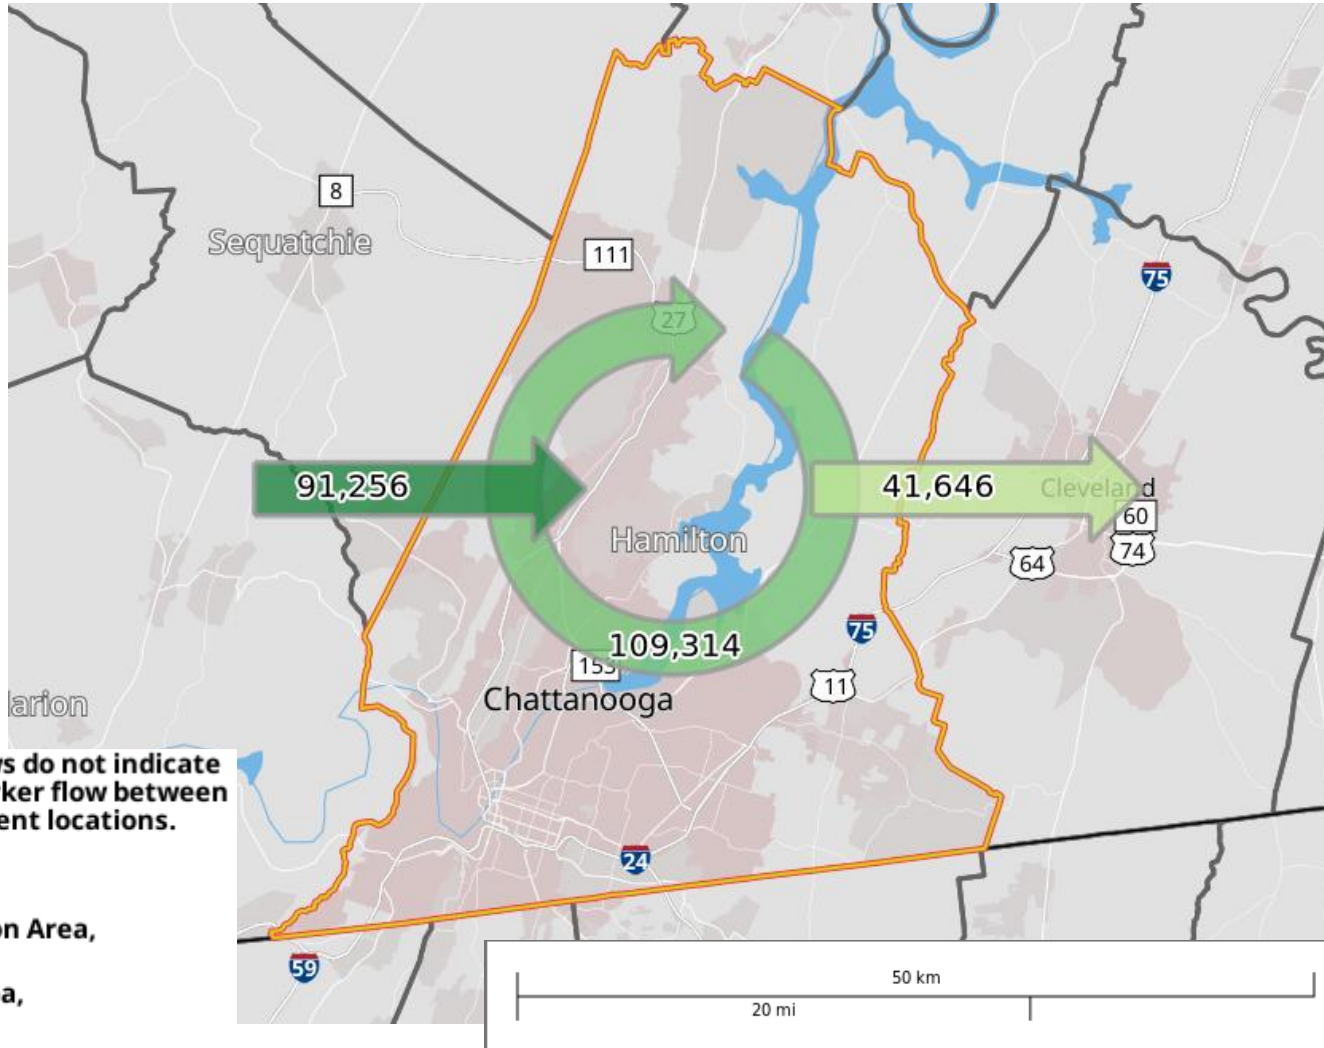 8
Sequatchie
111
75
27
91,256
41,646
Cleveland
60
74
64
Hamilton
75
109,314
153
11
Chattanooga
arion
s do not indicate
ker flow between
ent locations.
24
n Area,
59
a,
50 km
20 mi